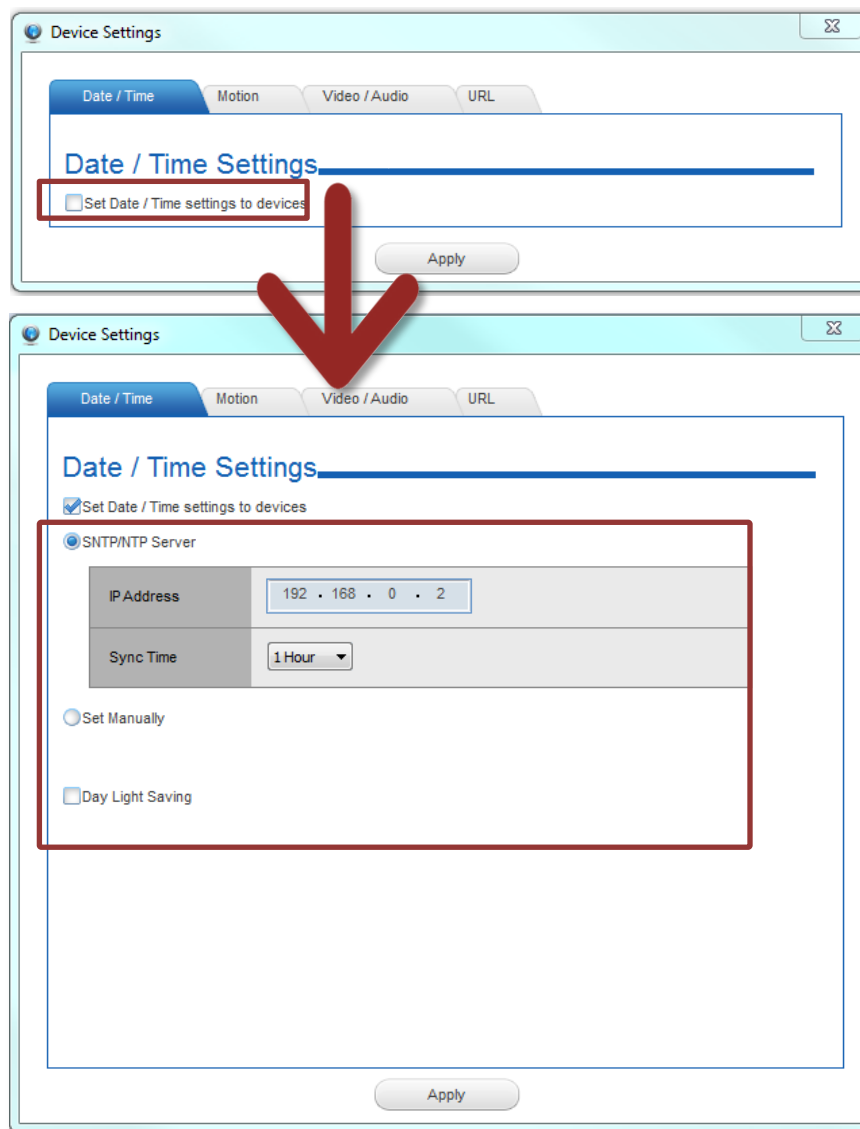 Device Settings
Date / Time Motion Video / Audio URL
Date / Time Settings
Set Date / Time settings to devices
Apply
Device Settings
Date / Time Motion Video / Audio URL
Date / Time Settings
Set Date / Time settings to devices
SNTP/NTP Server
IP Address 192 . 168 . 0 . 2
Sync Time 1 Hour
Set Manually
Day Light Saving
Apply